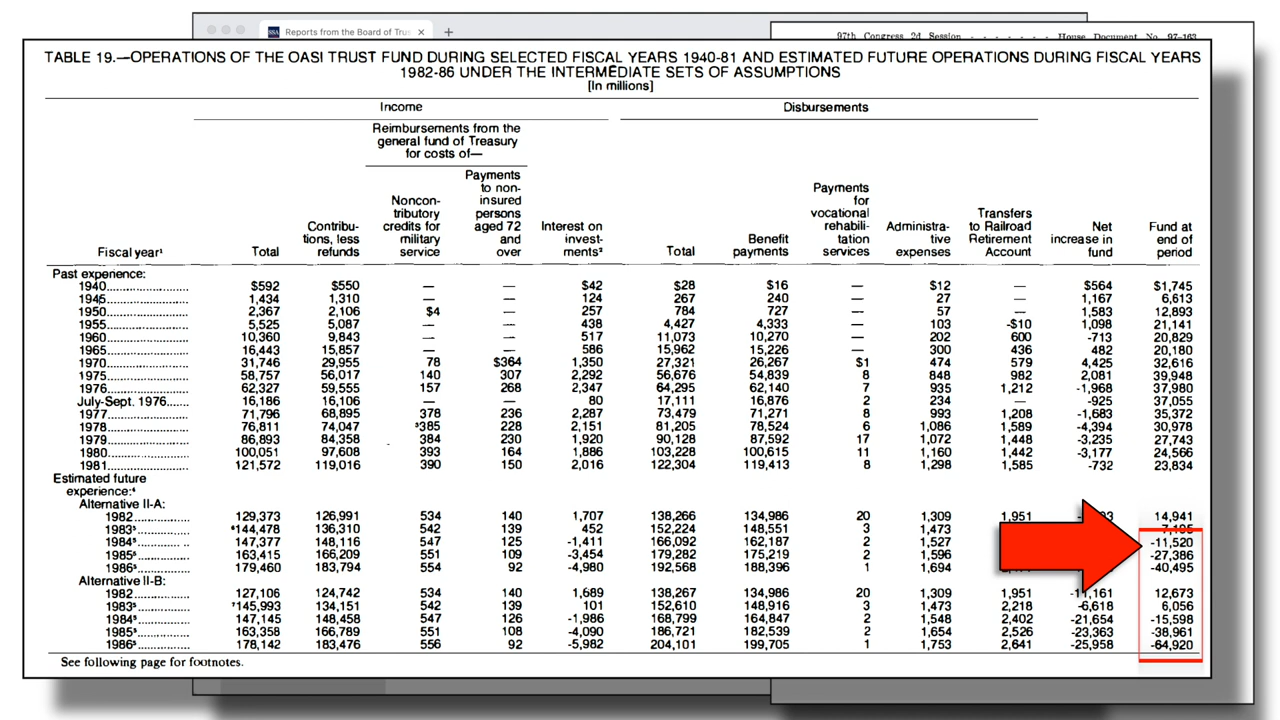 Reports from the Board of Trus × +
97th Congress 2d Session - - - - - - House Document No. 97-163
TABLE 19.—OPERATIONS OF THE OASI TRUST FUND DURING SELECTED FISCAL YEARS 1940-81 AND ESTIMATED FUTURE OPERATIONS DURING FISCAL YEARS
1982-86 UNDER THE INTERMEDIATE SETS OF ASSUMPTIONS
[In millions]
Income Disbursements
Reimbursements from the
general fund of Treasury
for costs of—
Payments
to non-
Noncon- insured Payments
for
tributary persons vocational Transfers
Contribu- credits for aged 72 Interest on rehabili- Administra- to Railroad Net Fund at
tions, less military and invest- Benefit tation tive Retirement increase in end of
Fiscal year¹ Total refunds service over ments² Total payments services expenses Account fund period
Past experience:
1940 $592 $550 — — $42 $28 $16 — $12 — $564 $1,745
1945 1,434 1,310 — — 124 267 240 — 27 — 1,167 6,613
1950 2,367 2,106 $4 — 257 784 727 — 57 — 1,583 12,893
1955 5,525 5,087 — — 438 4,427 4,333 — 103 -$10 1,098 21,141
1960 10,360 9,843 — — 517 11,073 10,270 — 202 600 -713 20,829
1965 16,443 15,857 — — 586 15,962 15,226 — 300 436 482 20,180
1970 31,746 29,955 78 $364 1,350 27,321 26,267 $1 474 579 4,425 32,616
1975 58,757 56,017 140 307 2,292 56,676 54,839 8 848 982 2,081 39,948
1976 62,327 59,555 157 268 2,347 64,295 62,140 7 935 1,212 -1,968 37,980
July-Sept. 1976 16,186 16,106 — — 80 17,111 16,876 2 234 — -925 37,055
1977 71,796 68,895 378 236 2,287 73,479 71,271 8 993 1,208 -1,683 35,372
1978 76,811 74,047 ³385 228 2,151 81,205 78,524 6 1,086 1,589 -4,394 30,978
1979 86,893 84,358 384 230 1,920 90,128 87,592 17 1,072 1,448 -3,235 27,743
1980 100,051 97,608 393 164 1,886 103,228 100,615 11 1,160 1,442 -3,177 24,566
1981 121,572 119,016 390 150 2,016 122,304 119,413 8 1,298 1,585 -732 23,834
Estimated future
experience:⁴
Alternative II-A:
1982 129,373 126,991 534 140 1,707 138,266 134,986 20 1,309 1,951 14,941
1983⁵ ⁶144,478 136,310 542 139 452 152,224 148,551 3 1,473
1984⁵ 147,377 148,116 547 125 -1,411 166,092 162,187 2 1,527 -11,520
1985⁵ 163,415 166,209 551 109 -3,454 179,282 175,219 2 1,596 -27,386
1986⁵ 179,460 183,794 554 92 -4,980 192,568 188,396 1 1,694 -40,495
Alternative II-B:
1982 127,106 124,742 534 140 1,689 138,267 134,986 20 1,309 1,951 -11,161 12,673
1983⁵ ⁷145,993 134,151 542 139 101 152,610 148,916 3 1,473 2,218 -6,618 6,056
1984⁵ 147,145 148,458 547 126 -1,986 168,799 164,847 2 1,548 2,402 -21,654 -15,598
1985⁵ 163,358 166,789 551 108 -4,090 186,721 182,539 2 1,654 2,526 -23,363 -38,961
1986⁵ 178,142 183,476 556 92 -5,982 204,101 199,705 1 1,753 2,641 -25,958 -64,920
See following page for footnotes.